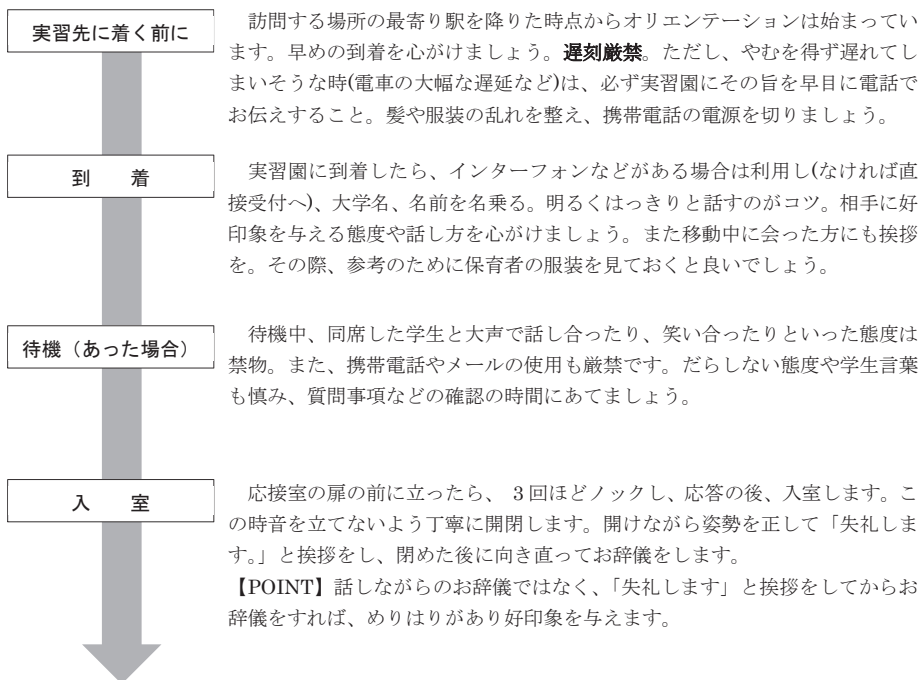 実習先に着く前に
　訪問する場所の最寄り駅を降りた時点からオリエンテーションは始まってい
ます。早めの到着を心がけましょう。遅刻厳禁。ただし、やむを得ず遅れてし
まいそうな時(電車の大幅な遅延など)は、必ず実習園にその旨を早目に電話で
お伝えすること。髪や服装の乱れを整え、携帯電話の電源を切りましょう。
到　　着
　実習園に到着したら、インターフォンなどがある場合は利用し(なければ直
接受付へ)、大学名、名前を名乗る。明るくはっきりと話すのがコツ。相手に好
印象を与える態度や話し方を心がけましょう。また移動中に会った方にも挨拶
を。その際、参考のために保育者の服装を見ておくと良いでしょう。
待機（あった場合）
　待機中、同席した学生と大声で話し合ったり、笑い合ったりといった態度は
禁物。また、携帯電話やメールの使用も厳禁です。だらしない態度や学生言葉
も慎み、質問事項などの確認の時間にあてましょう。
入　　室
　応接室の扉の前に立ったら、 3回ほどノックし、応答の後、入室します。こ
の時音を立てないよう丁寧に開閉します。開けながら姿勢を正して「失礼しま
す。」と挨拶をし、閉めた後に向き直ってお辞儀をします。
【POINT】話しながらのお辞儀ではなく、「失礼します」と挨拶をしてからお
辞儀をすれば、めりはりがあり好印象を与えます。